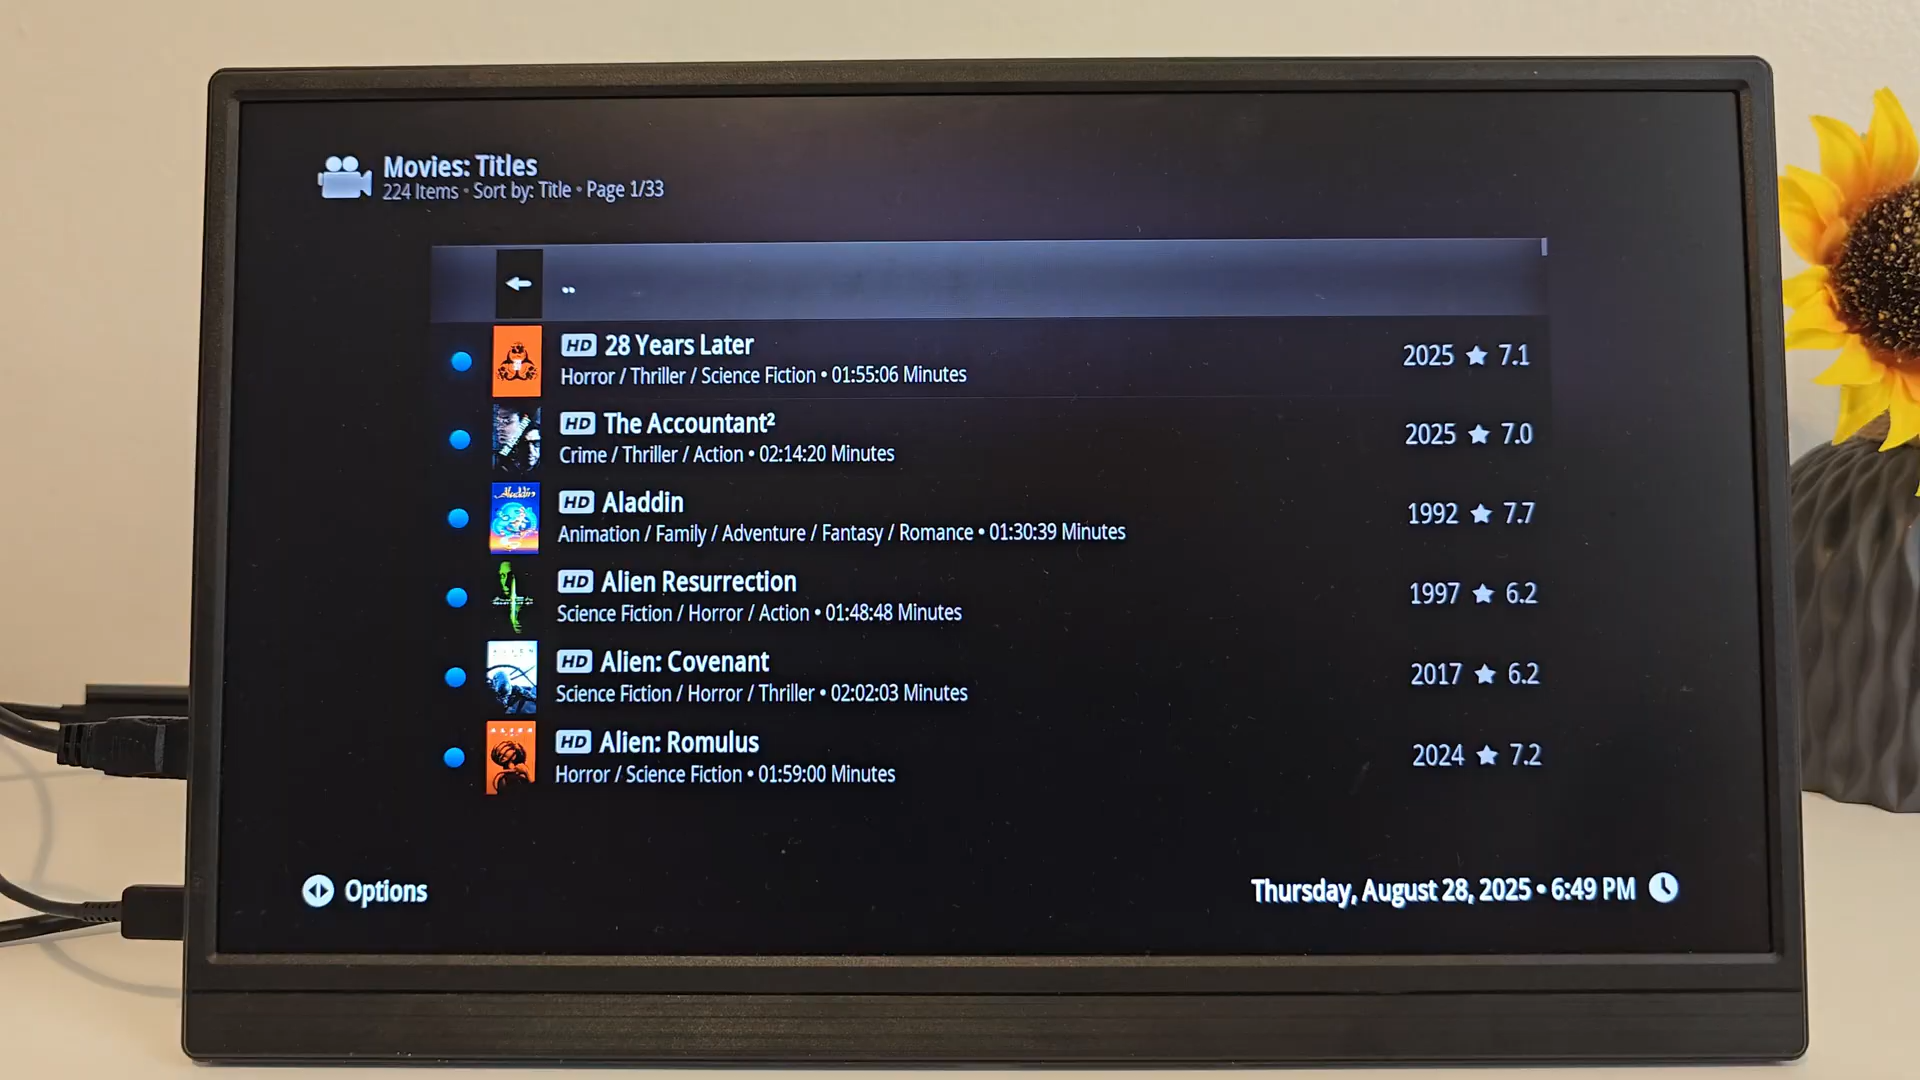 Movies: Titles
224 Items • Sort by: Title • Page 1/33
..
HD 28 Years Later
Horror / Thriller / Science Fiction • 01:55:06 Minutes
2025 ★ 7.1
HD The Accountant²
Crime / Thriller / Action • 02:14:20 Minutes
2025 ★ 7.0
Aladdin
HD Aladdin
Animation / Family / Adventure / Fantasy / Romance • 01:30:39 Minutes
1992 ★ 7.7
HD Alien Resurrection
Science Fiction / Horror / Action • 01:48:48 Minutes
1997 ★ 6.2
HD Alien: Covenant
Science Fiction / Horror / Thriller • 02:02:03 Minutes
2017 ★ 6.2
ALIEN
HD Alien: Romulus
Horror / Science Fiction • 01:59:00 Minutes
2024 ★ 7.2
Options
Thursday, August 28, 2025 • 6:49 PM